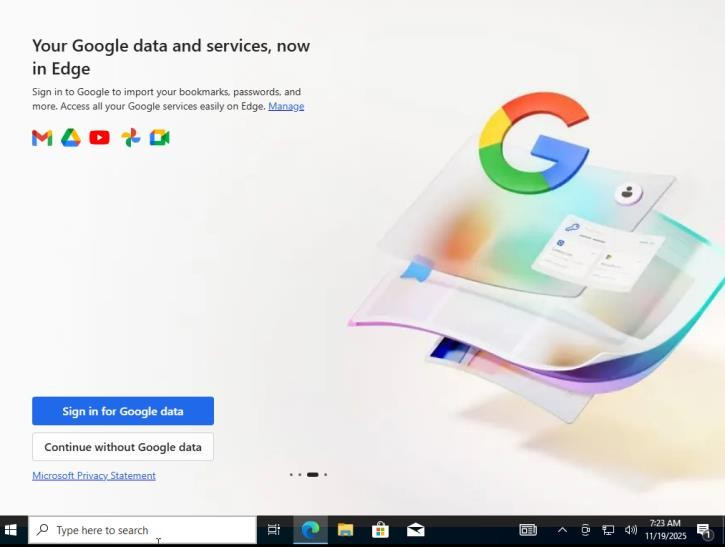 Your Google data and services, now
in Edge
Sign in to Google to import your bookmarks, passwords, and
more. Access all your Google services easily on Edge. Manage
Sign in for Google data
Continue without Google data
Microsoft Privacy Statement
Type here to search
7:23 AM
11/19/2025
1